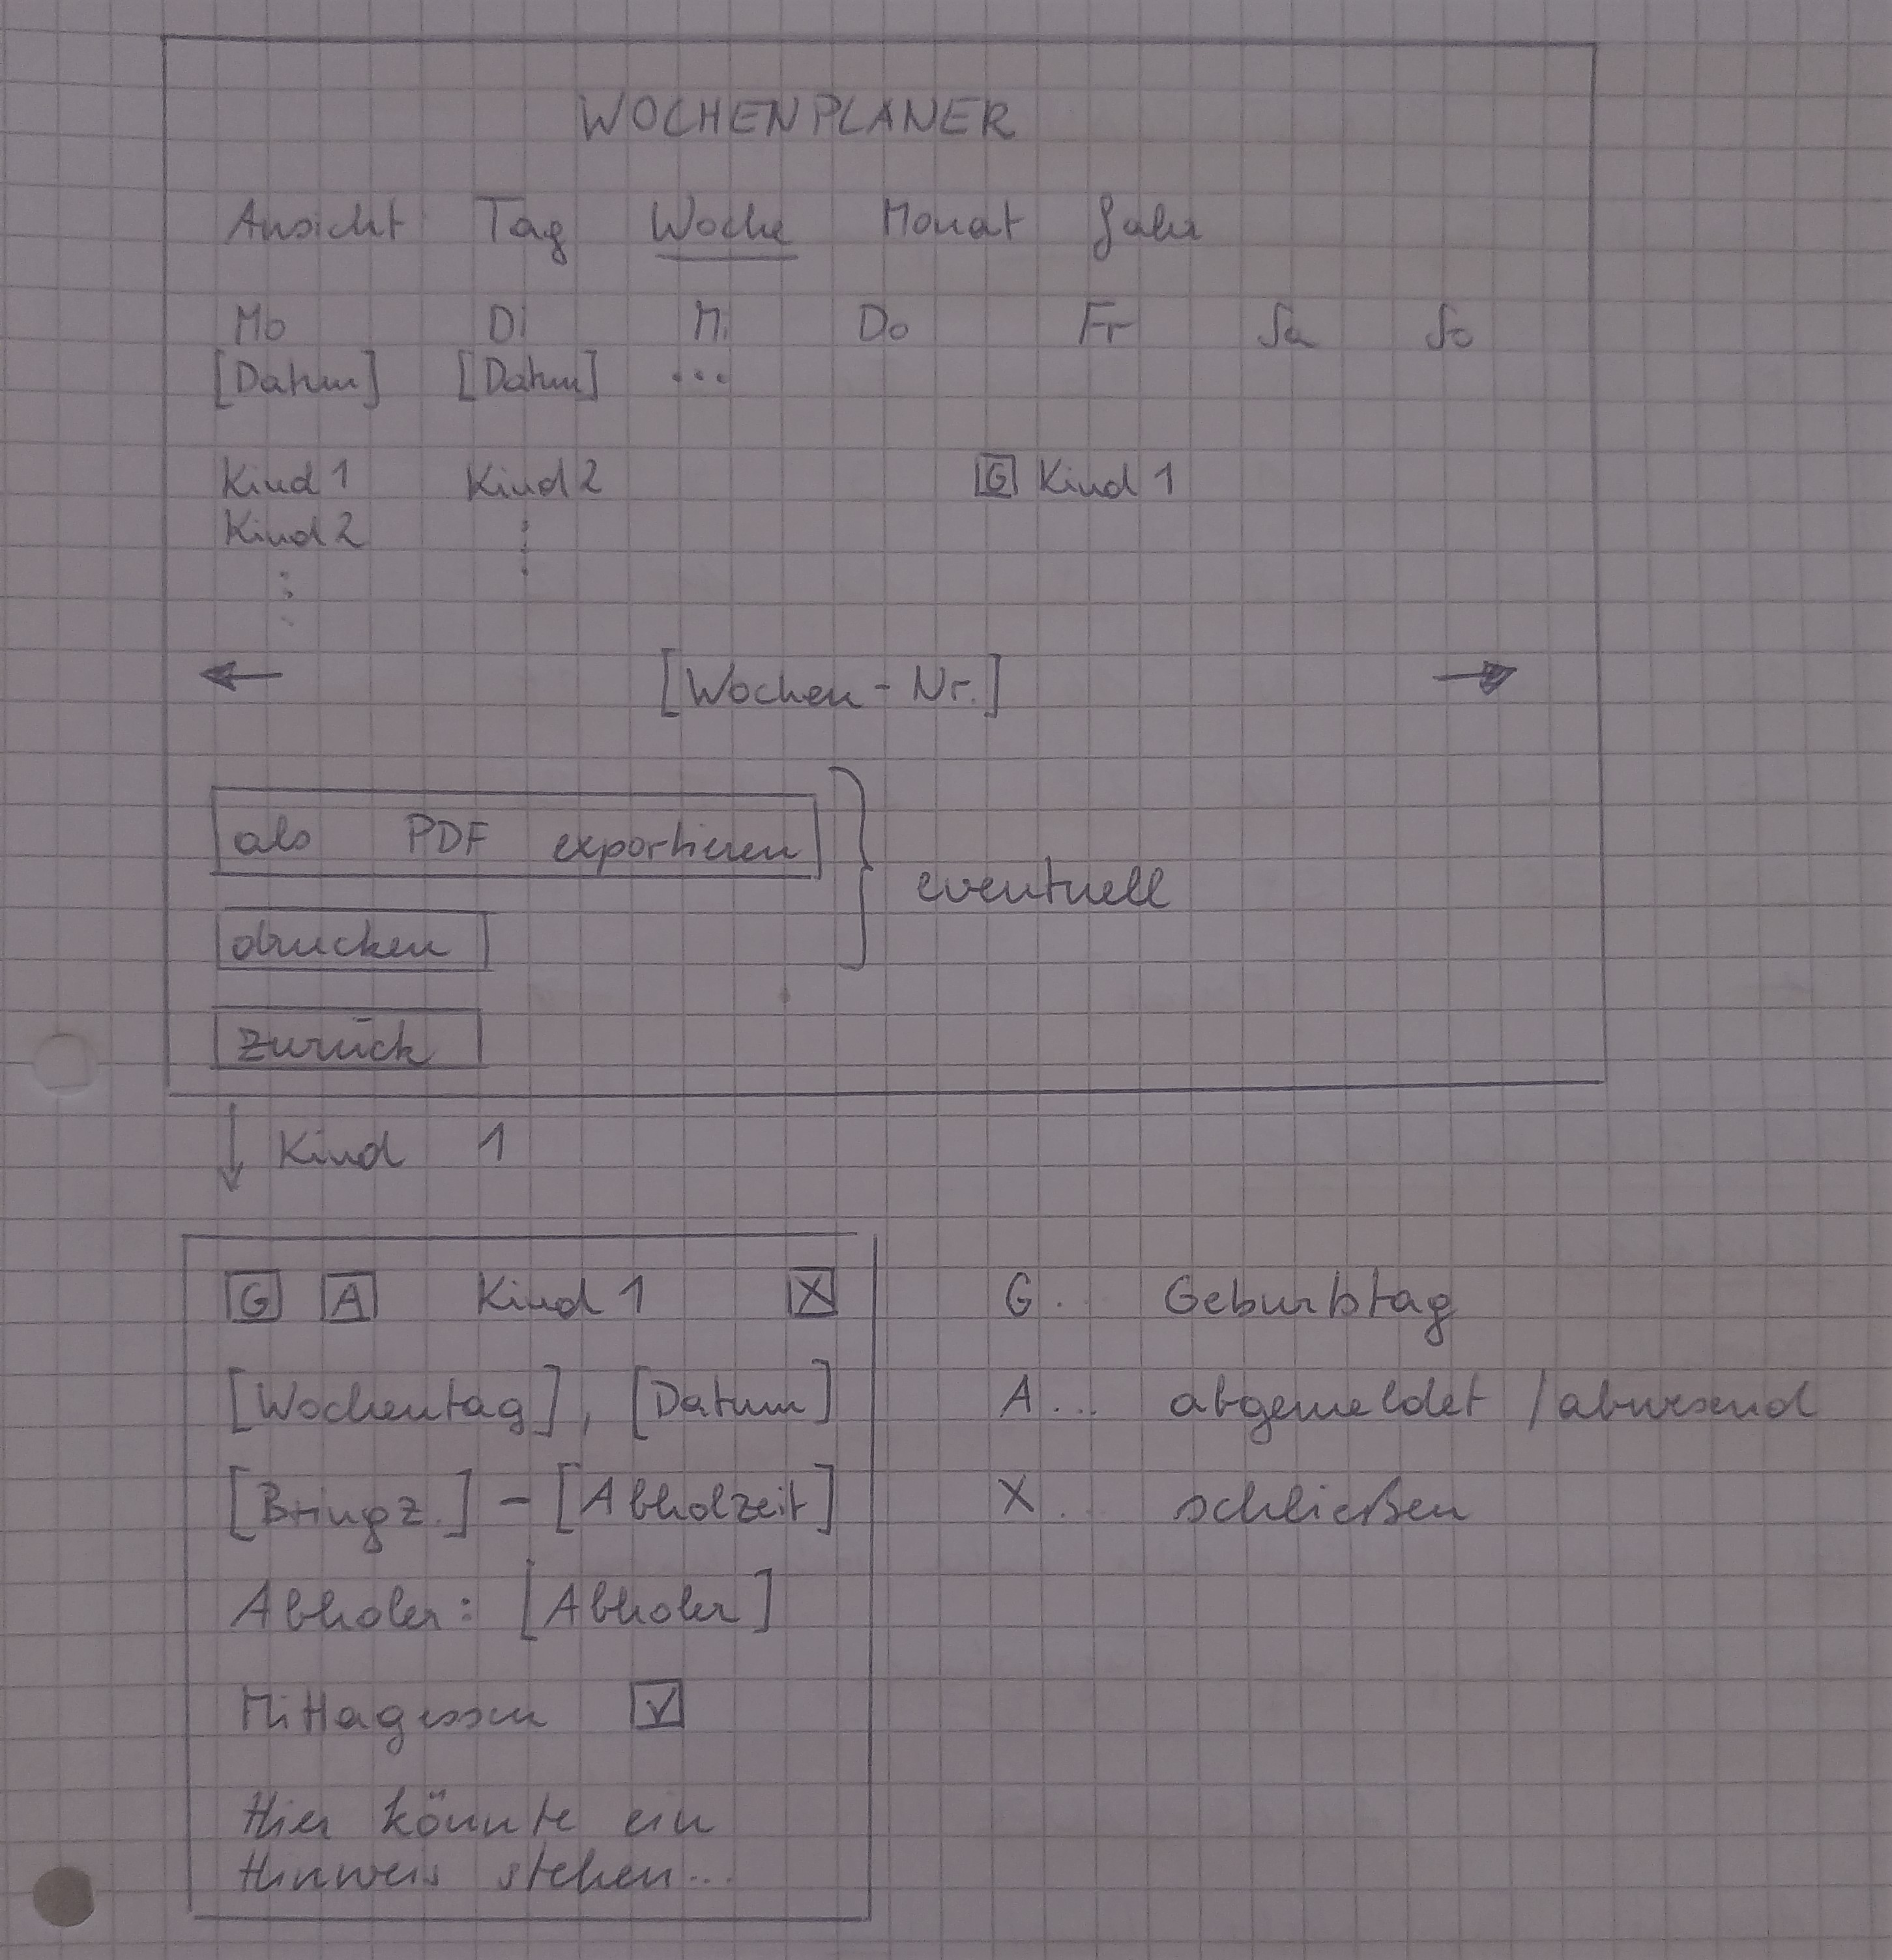 WOCHENPLANER
Ansicht Tag Woche Monat Jahr
Mo Di Mi Do Fr Sa So
[Datum] [Datum] ...
Kind 1 Kind 2 G Kind 1
Kind 2
[Wochen-Nr.]
als PDF exportieren
eventuell
drucken
zurück
Kind 1
G A Kind 1 X
G... Geburtstag
[Wochentag], [Datum]
A... abgemeldet / abwesend
[Bringz.] - [Abholzeit]
X... schließen
Abholer: [Abholer]
Mittagessen
Hier könnte ein
Hinweis stehen...